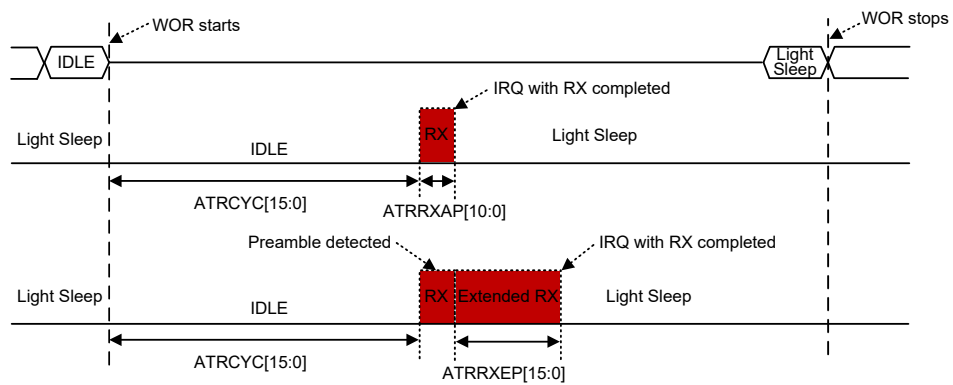 WOR starts
WOR stops
IDLE
Light
Sleep
IRQ with RX completed
Light Sleep
IDLE
RX
Light Sleep
ATRCYC[15:0]
ATRRXAP[10:0]
Preamble detected
IRQ with RX completed
Light Sleep
IDLE
RX
Extended RX
Light Sleep
ATRCYC[15:0]
ATRRXEP[15:0]